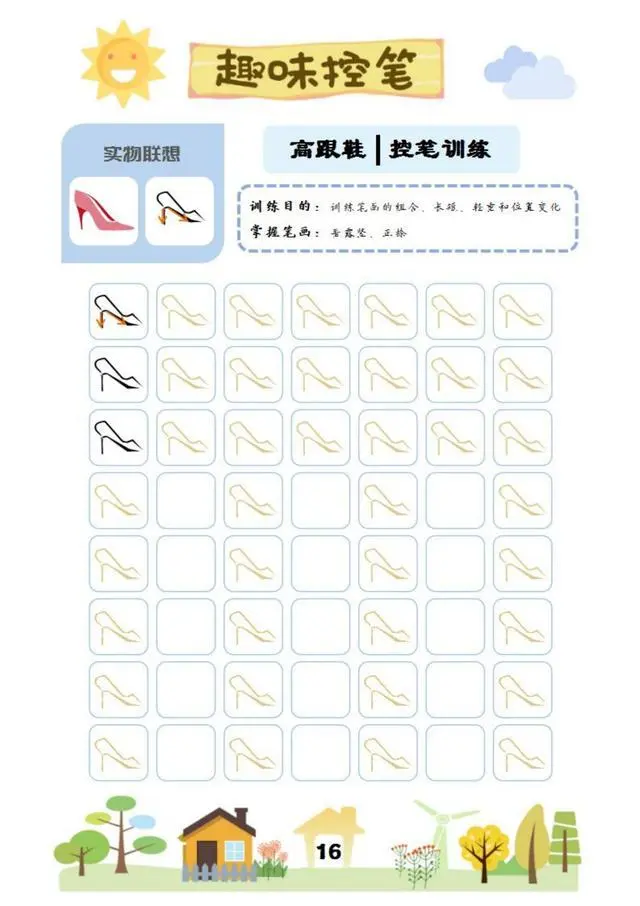 趣味控笔
实物联想
高跟鞋|控笔训练
训练目的：训练笔画的组合、长短、轻重和位置变化
掌握笔画：垂露竖、正捺
16